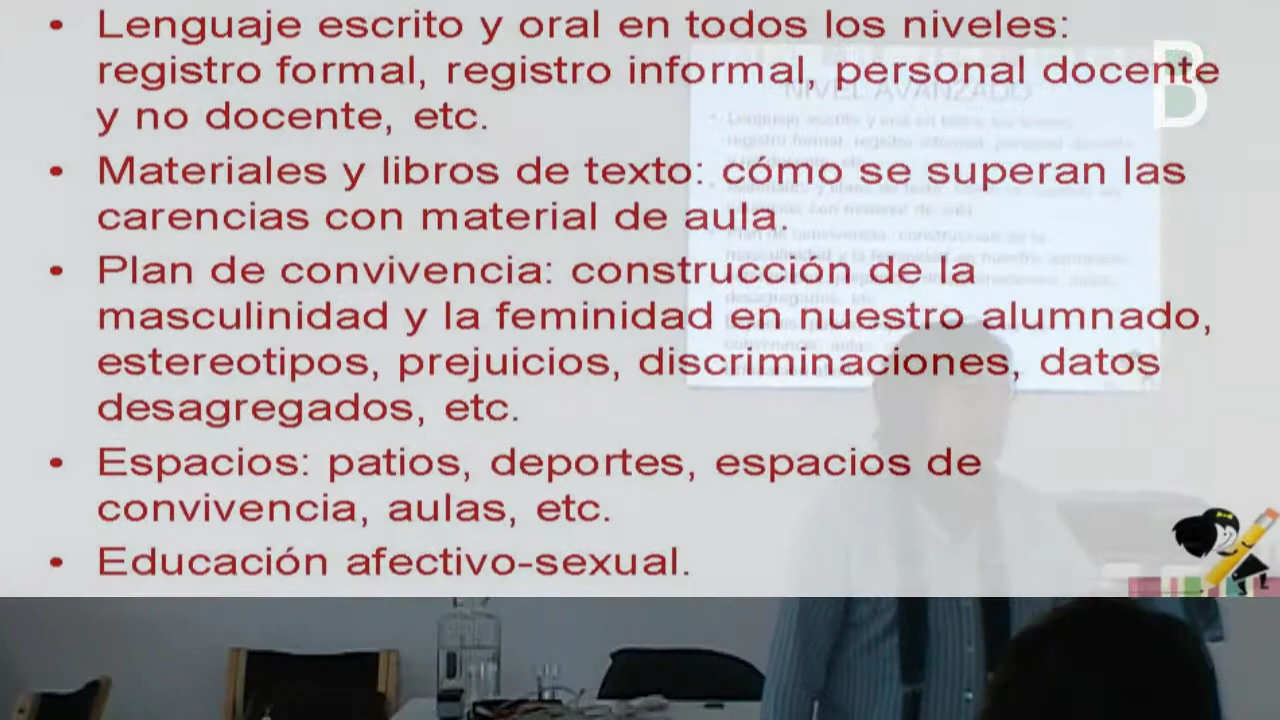 • Lenguaje escrito y oral en todos los niveles:
registro formal, registro informal, personal docente
y no docente, etc.
• Materiales y libros de texto: cómo se superan las
carencias con material de aula.
• Plan de convivencia: construcción de la
masculinidad y la feminidad en nuestro alumnado,
estereotipos, prejuicios, discriminaciones, datos
desagregados, etc.
• Espacios: patios, deportes, espacios de
convivencia, aulas, etc.
• Educación afectivo-sexual.
B
NIVEL AVANZADO